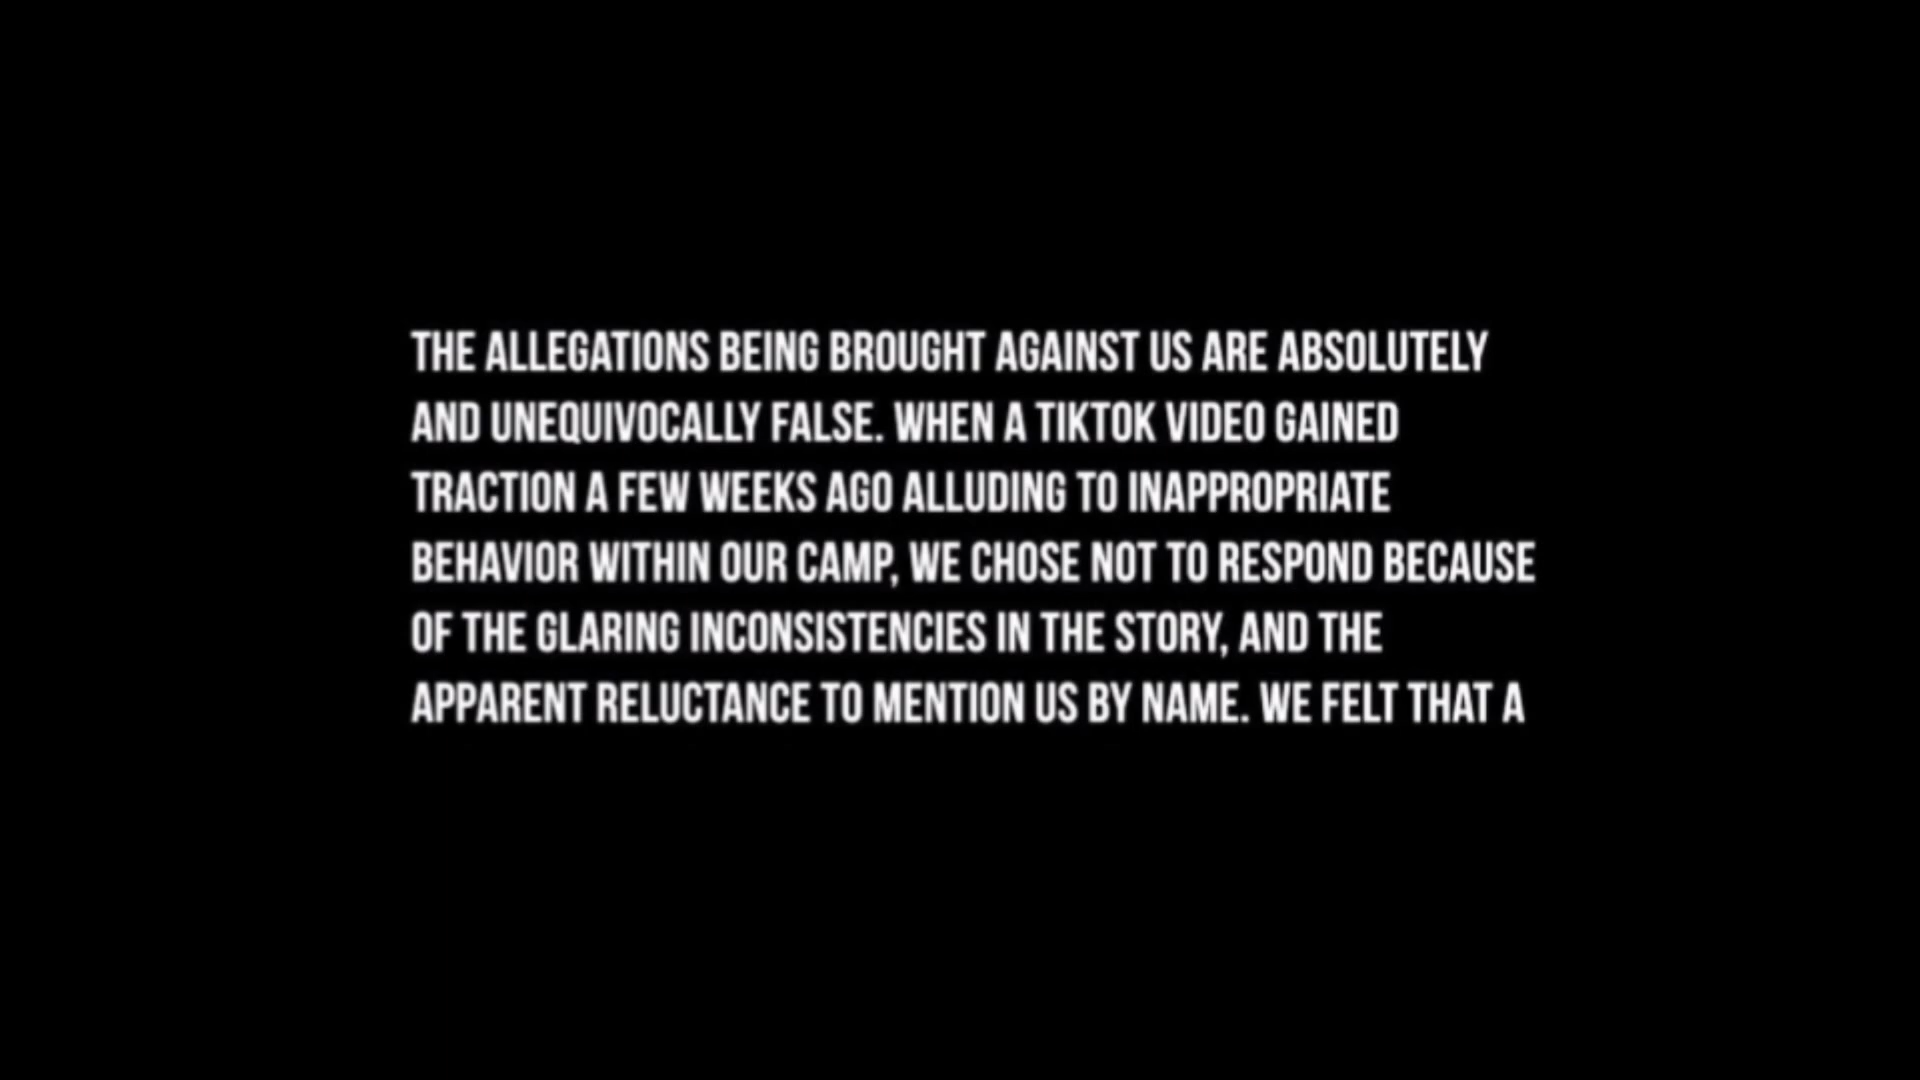 THE ALLEGATIONS BEING BROUGHT AGAINST US ARE ABSOLUTELY
AND UNEQUIVOCALLY FALSE. WHEN A TIKTOK VIDEO GAINED
TRACTION A FEW WEEKS AGO ALLUDING TO INAPPROPRIATE
BEHAVIOR WITHIN OUR CAMP, WE CHOSE NOT TO RESPOND BECAUSE
OF THE GLARING INCONSISTENCIES IN THE STORY, AND THE
APPARENT RELUCTANCE TO MENTION US BY NAME. WE FELT THAT A